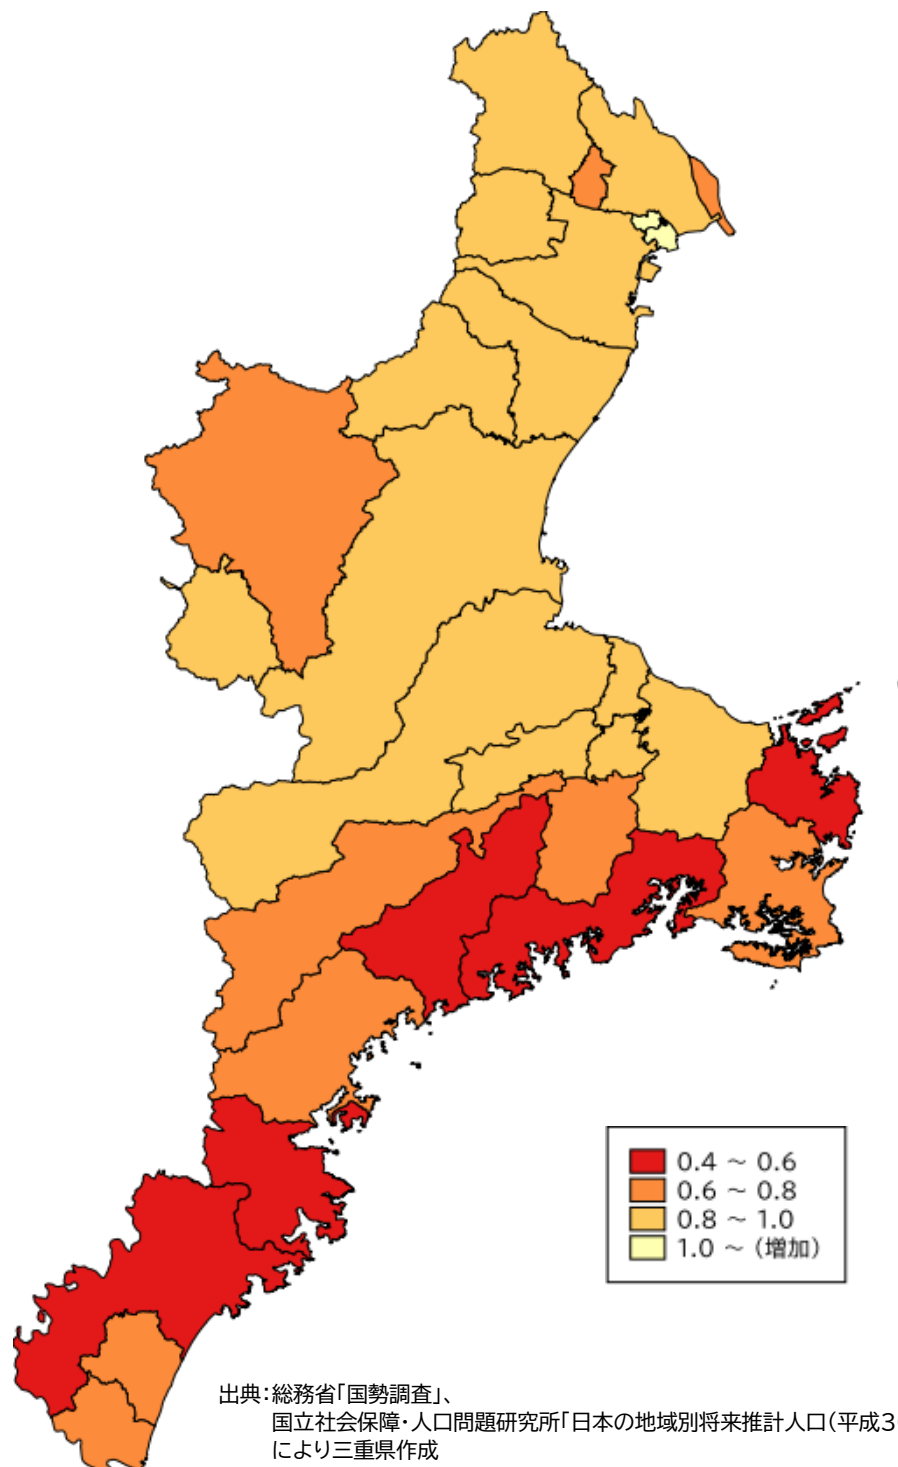 0.4 ～ 0.6
0.6 ～ 0.8
0.8 ～ 1.0
1.0 ～（増加）
出典：総務省「国勢調査」、
国立社会保障・人口問題研究所「日本の地域別将来推計人口（平成３
により三重県作成